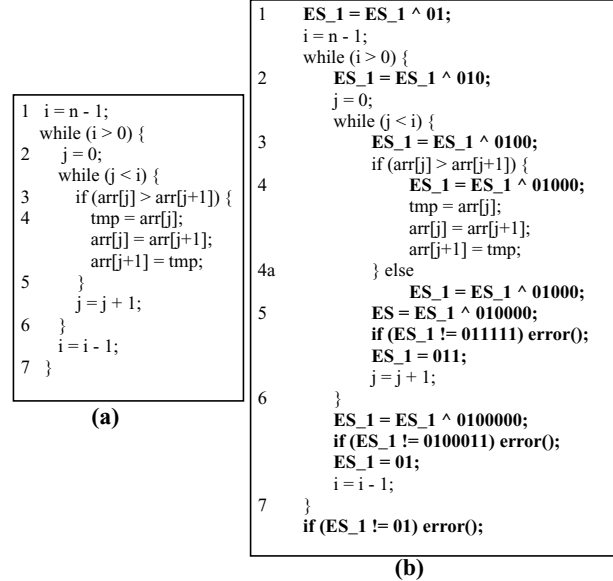 1 i = n - 1;
while (i > 0) {
2 j = 0;
while (j < i) {
3 if (arr[j] > arr[j+1]) {
4 tmp = arr[j];
arr[j] = arr[j+1];
arr[j+1] = tmp;
5 }
j = j + 1;
6 }
i = i - 1;
7 }
(a)
1 ES_1 = ES_1 ^ 01;
i = n - 1;
while (i > 0) {
2 ES_1 = ES_1 ^ 010;
j = 0;
while (j < i) {
3 ES_1 = ES_1 ^ 0100;
if (arr[j] > arr[j+1]) {
4 ES_1 = ES_1 ^ 01000;
tmp = arr[j];
arr[j] = arr[j+1];
arr[j+1] = tmp;
4a } else
ES_1 = ES_1 ^ 01000;
5 ES = ES_1 ^ 010000;
if (ES_1 != 011111) error();
ES_1 = 011;
j = j + 1;
6 }
ES_1 = ES_1 ^ 0100000;
if (ES_1 != 0100011) error();
ES_1 = 01;
i = i - 1;
7 }
if (ES_1 != 01) error();
(b)